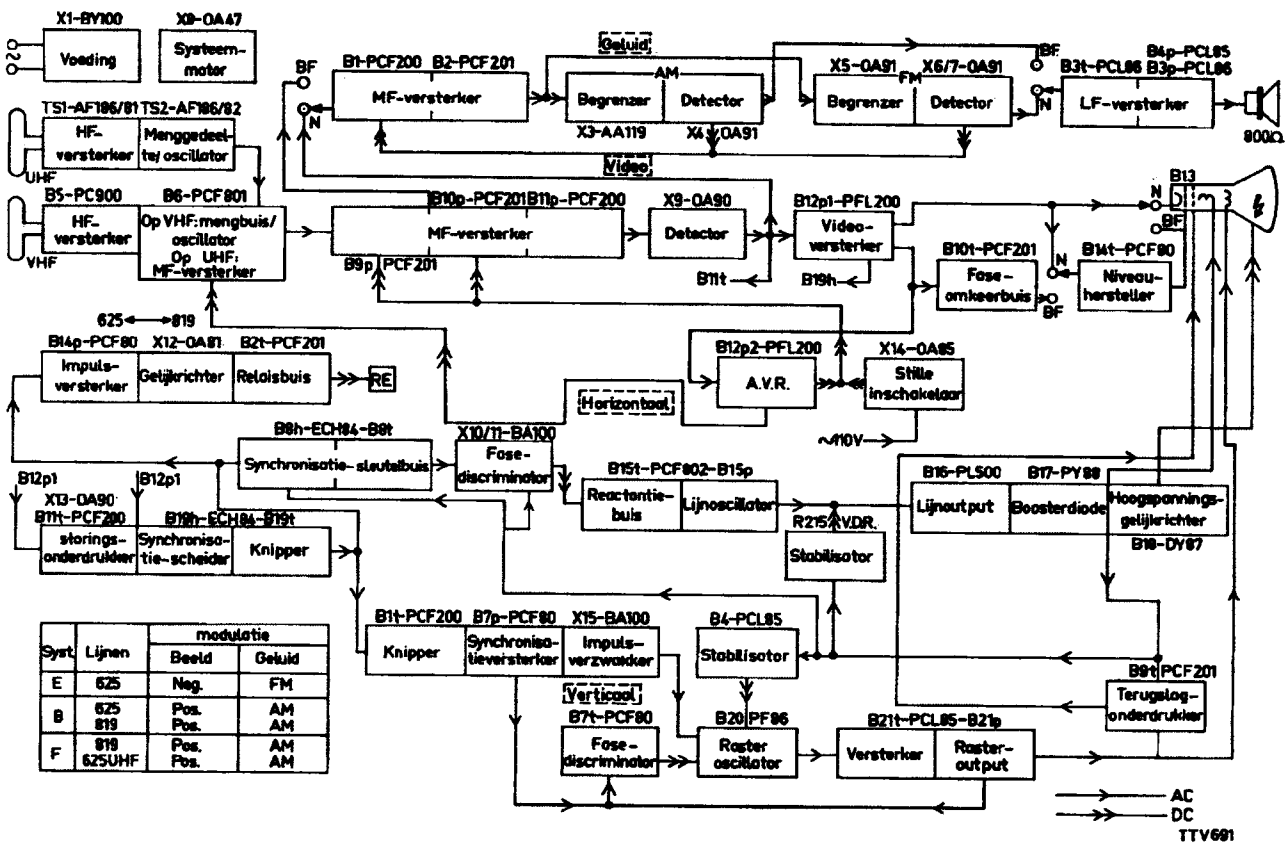 X1-BY100
Voeding
X8-OA47
Systeem-
motor
Geluid
B1-PCF200
B2-PCF201
MF-versterker
BF
N
AM
Begrenzer
Detector
X3-AA119
X4-OA91
X5-OA91
X6/7-OA91
FM
Begrenzer
Detector
BF
N
B4p-PCL85
B3t-PCL86
B3p-PCL86
LF-versterker
800Ω
TS1-AF186/81
TS2-AF186/82
HF-
versterker
Menggedeel-
te/oscillator
UHF
Video
B5-PC900
B6-PCF801
HF-
versterker
Op VHF: mengbuis/
oscillator
Op UHF:
MF-versterker
VHF
B10p-PCF201
B11p-PCF200
MF-versterker
B9p
PCF201
X9-OA90
Detector
B11t
B12p1-PFL200
Video-
versterker
B19h
B10t-PCF201
Fase-
omkeerbuis
N
BF
B14t-PCF80
Niveau-
hersteller
B13
N
BF
625
819
B14p-PCF80
X12-OA81
B2t-PCF201
Impuls-
versterker
Gelijkrichter
Relaisbuis
RE
B12p2-PFL200
A.V.R.
X14-OA85
Stille
inschakelaar
~110V
Horizontaal
B8h-ECH84-B8t
Synchronisatie-sleutelbuis
X10/11-BA100
Fase-
discriminator
B15t-PCF802-B15p
Reactantie-
buis
Lijnoscillator
R215
V.D.R.
Stabilisator
B16-PL500
B17-PY88
Lijnoutput
Boosterdiode
Hoogspannings-
gelijkrichter
B18-DY87
B12p1
B12p1
X13-OA90
B11t-PCF200
B19h-ECH84-B19t
storings-
onderdrukker
Synchronisa-
tie-scheider
Knipper
B1t-PCF200
B7p-PCF80
X15-BA100
Knipper
Synchronisa-
tieversterker
Impuls-
verzwakker
B4-PCL85
Stabilisator
B9t
PCF201
Terugslag-
onderdrukker
Verticaal
B7t-PCF80
Fase-
discriminator
B20
PF86
Raster
oscillator
B21t-PCL85-B21p
Versterker
Raster-
output
Syst. Lijnen modulatie
Beeld Geluid
E 625 Neg. FM
B 625 Pos. AM
819 Pos. AM
F 819 Pos. AM
625UHF Pos. AM
AC
DC
TTV691